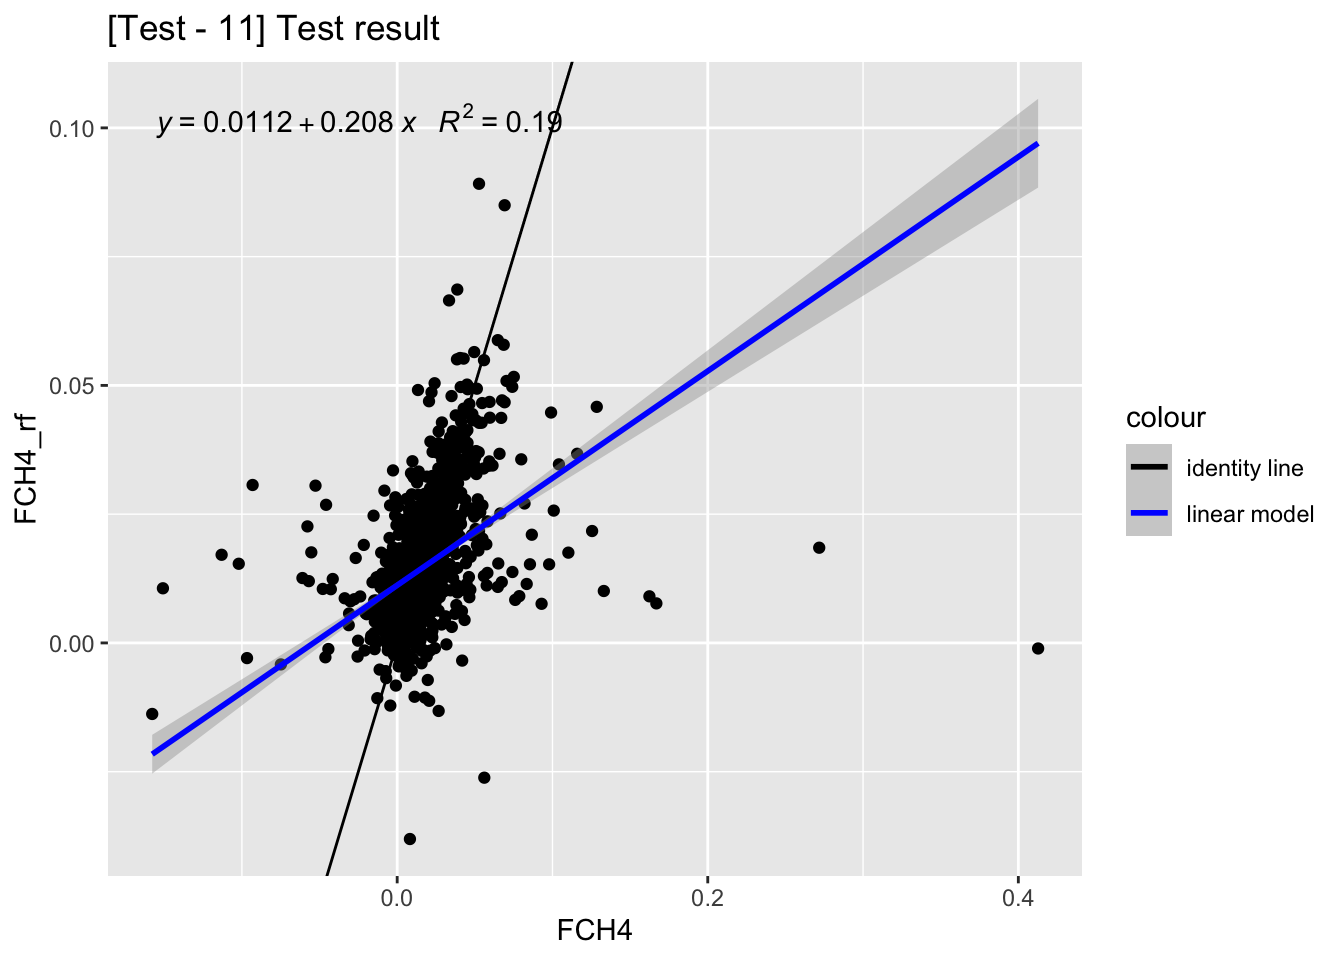 [Test - 11] Test result
y = 0.0112 + 0.208 x R² = 0.19
0.10
0.05
0.00
FCH4_rf
0.0 0.2 0.4
FCH4
colour
identity line
linear model